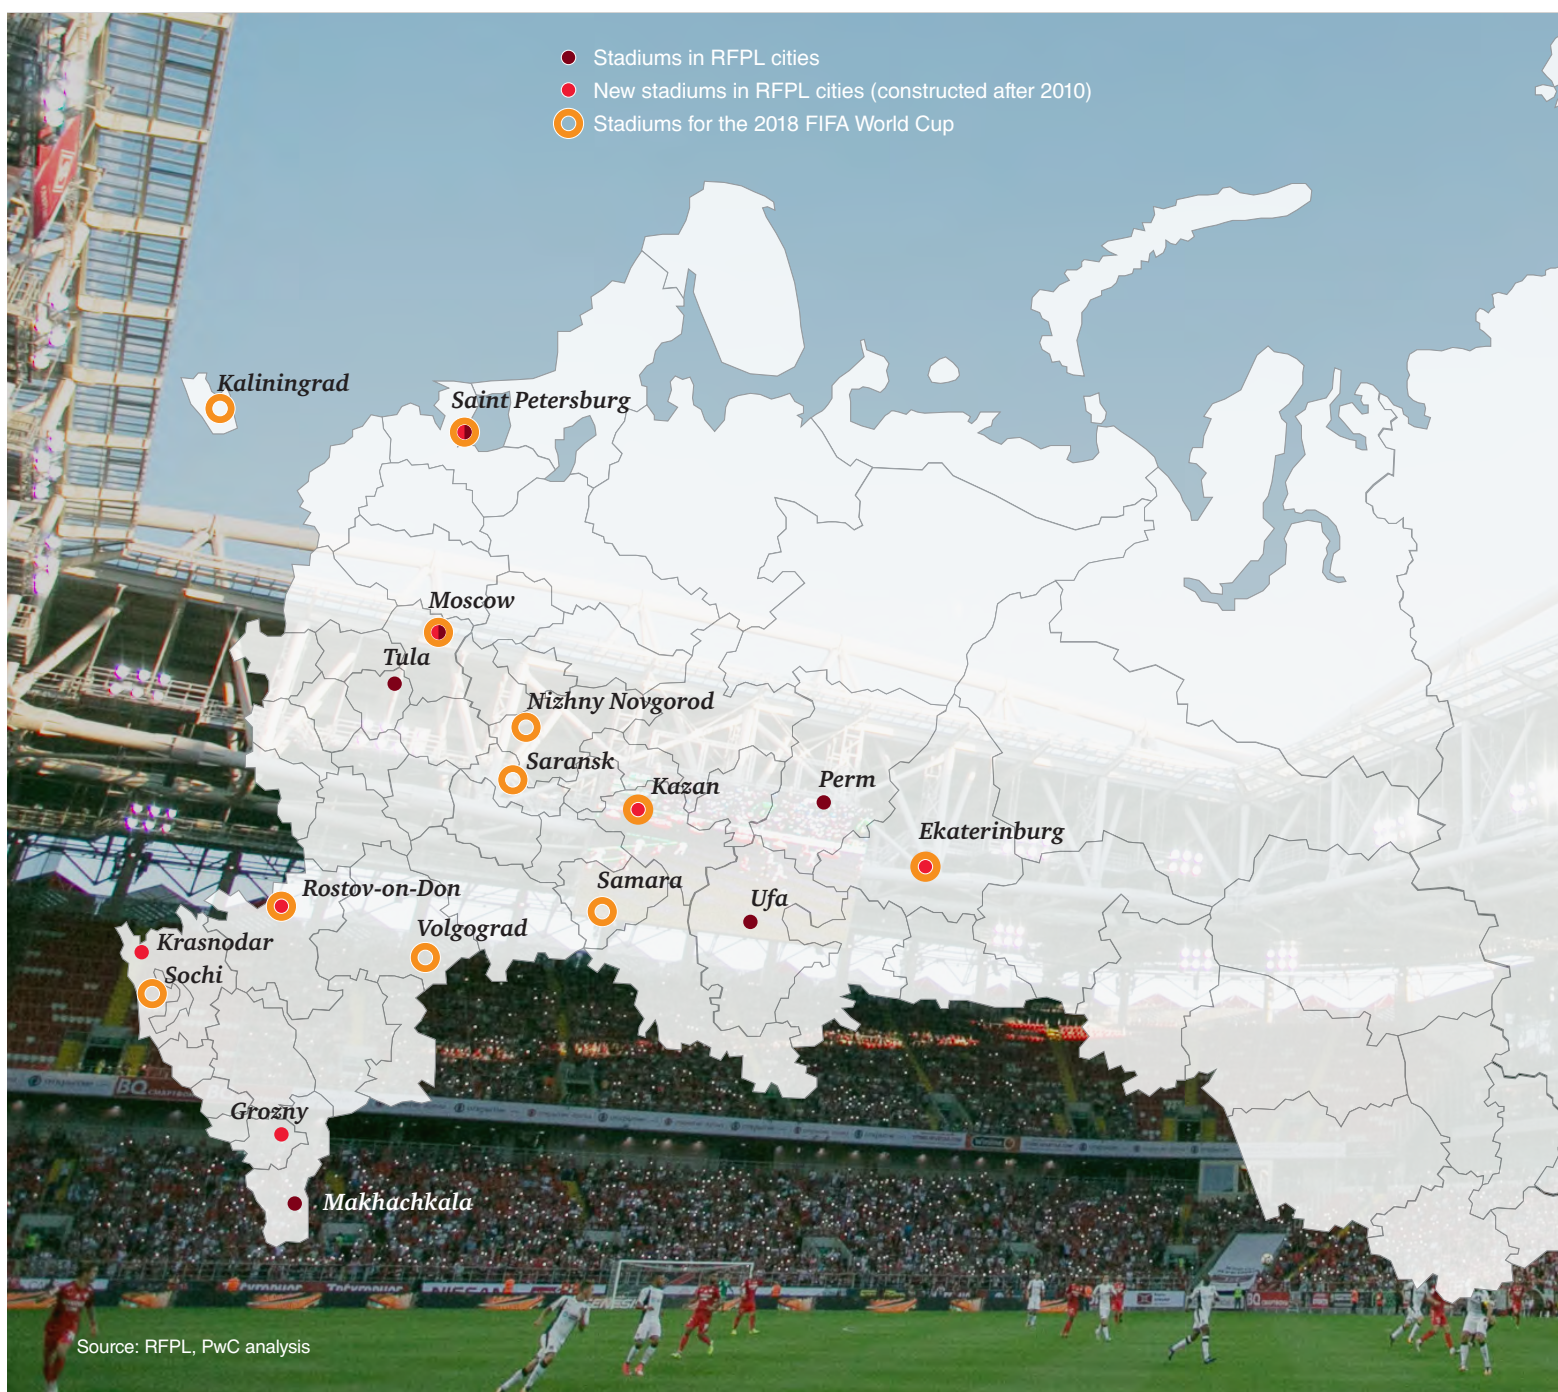 Stadiums in RFPL cities
New stadiums in RFPL cities (constructed after 2010)
Stadiums for the 2018 FIFA World Cup
Kaliningrad
Saint Petersburg
Moscow
Tula
Nizhny Novgorod
Saransk
Kazan
Perm
Ekaterinburg
Samara
Rostov-on-Don
Ufa
Volgograd
Krasnodar
Sochi
BQ
Grozny
Makhachkala
NISSAN
Source: RFPL, PwC analysis